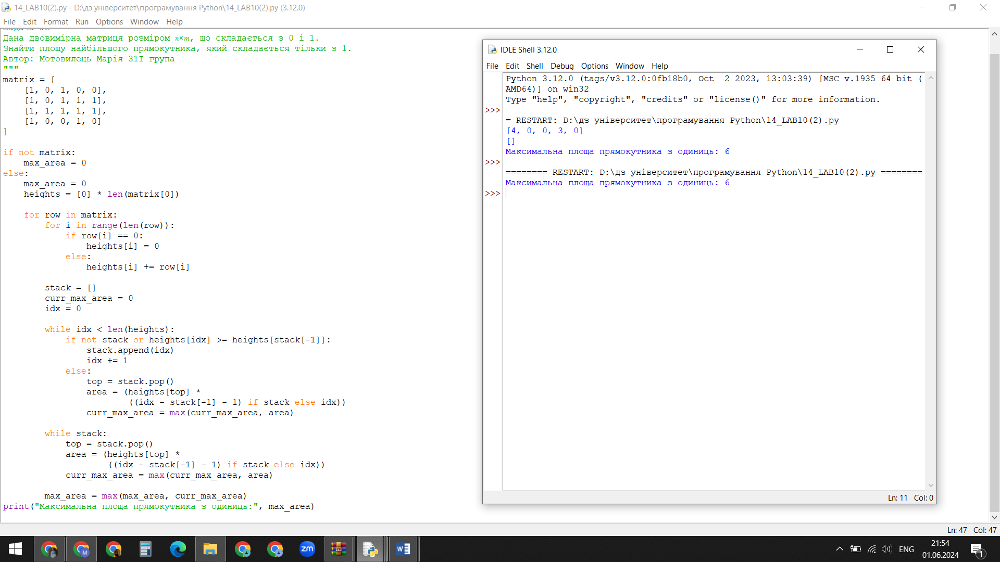 14_LAB10(2).py - D:\дз університет\програмування Python\14_LAB10(2).py (3.12.0)
File Edit Format Run Options Window Help
Дана двовимірна матриця розміром n×m, що складається з 0 і 1.
Знайти площу найбільшого прямокутника, який складається тільки з 1.
Автор: Мотовилець Марія 31І група
"""
matrix = [
    [1, 0, 1, 0, 0],
    [1, 0, 1, 1, 1],
    [1, 1, 1, 1, 1],
    [1, 0, 0, 1, 0]
]
if not matrix:
    max_area = 0
else:
    max_area = 0
    heights = [0] * len(matrix[0])
    for row in matrix:
        for i in range(len(row)):
            if row[i] == 0:
                heights[i] = 0
            else:
                heights[i] += row[i]
        stack = []
        curr_max_area = 0
        idx = 0
        while idx < len(heights):
            if not stack or heights[idx] >= heights[stack[-1]]:
                stack.append(idx)
                idx += 1
            else:
                top = stack.pop()
                area = (heights[top] *
                        ((idx - stack[-1] - 1) if stack else idx))
                curr_max_area = max(curr_max_area, area)
        while stack:
            top = stack.pop()
            area = (heights[top] *
                    ((idx - stack[-1] - 1) if stack else idx))
            curr_max_area = max(curr_max_area, area)
        max_area = max(max_area, curr_max_area)
print("Максимальна площа прямокутника з одиниць:", max_area)
Ln: 47 Col: 47
IDLE Shell 3.12.0
File Edit Shell Debug Options Window Help
Python 3.12.0 (tags/v3.12.0:0fb18b0, Oct  2 2023, 13:03:39) [MSC v.1935 64 bit (
AMD64)] on win32
Type "help", "copyright", "credits" or "license()" for more information.
>>>
= RESTART: D:\дз університет\програмування Python\14_LAB10(2).py
[4, 0, 0, 3, 0]
[]
Максимальна площа прямокутника з одиниць: 6
>>>
======== RESTART: D:\дз університет\програмування Python\14_LAB10(2).py ========
Максимальна площа прямокутника з одиниць: 6
>>>
Ln: 11 Col: 0
M
zm
W
ENG
21:54
01.06.2024
1